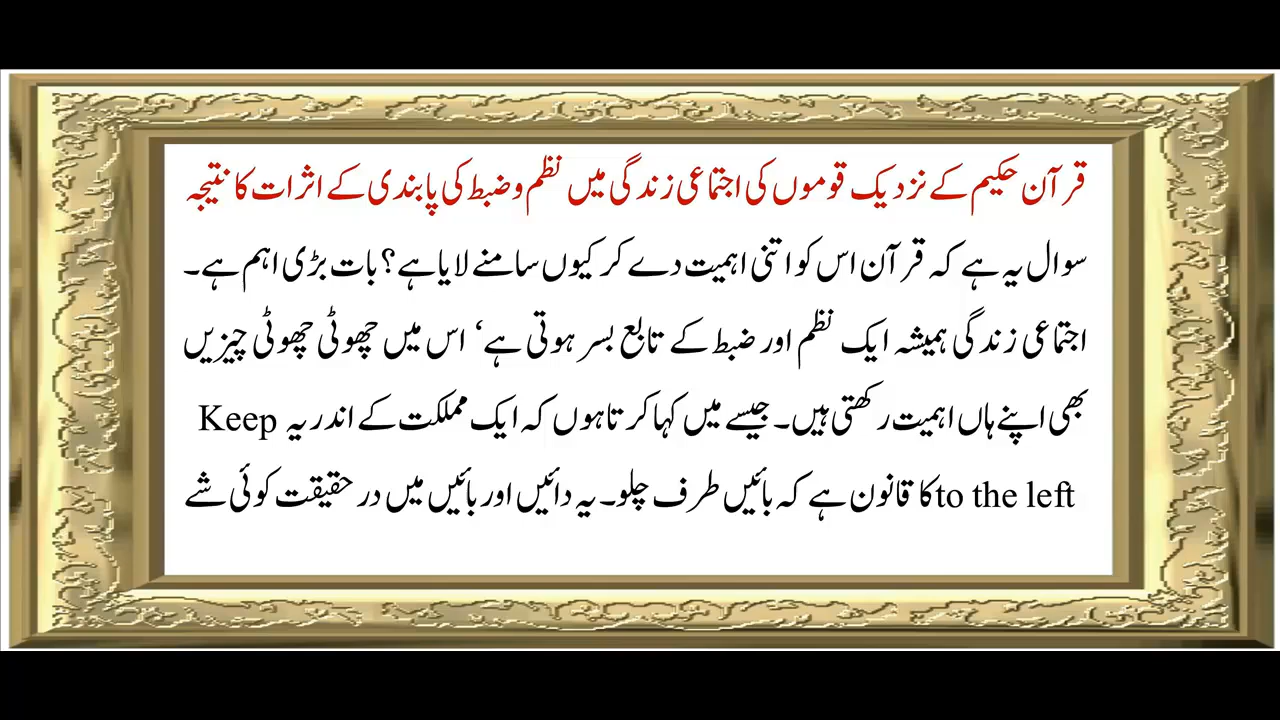 قرآن حکیم کے نزدیک قوموں کی اجتماعی زندگی میں نظم و ضبط کی پابندی کے اثرات کا نتیجہ
سوال یہ ہے کہ قرآن اس کو اتنی اہمیت دے کر کیوں سامنے لایا ہے؟ بات بڑی اہم ہے۔
اجتماعی زندگی ہمیشہ ایک نظم اور ضبط کے تابع بسر ہوتی ہے‘ اس میں چھوٹی چھوٹی چیزیں
بھی اپنے ہاں اہمیت رکھتی ہیں۔ جیسے میں کہا کرتا ہوں کہ ایک مملکت کے اندر یہ Keep
to the left کا قانون ہے کہ بائیں طرف چلو۔ یہ دائیں اور بائیں میں در حقیقت کوئی شے